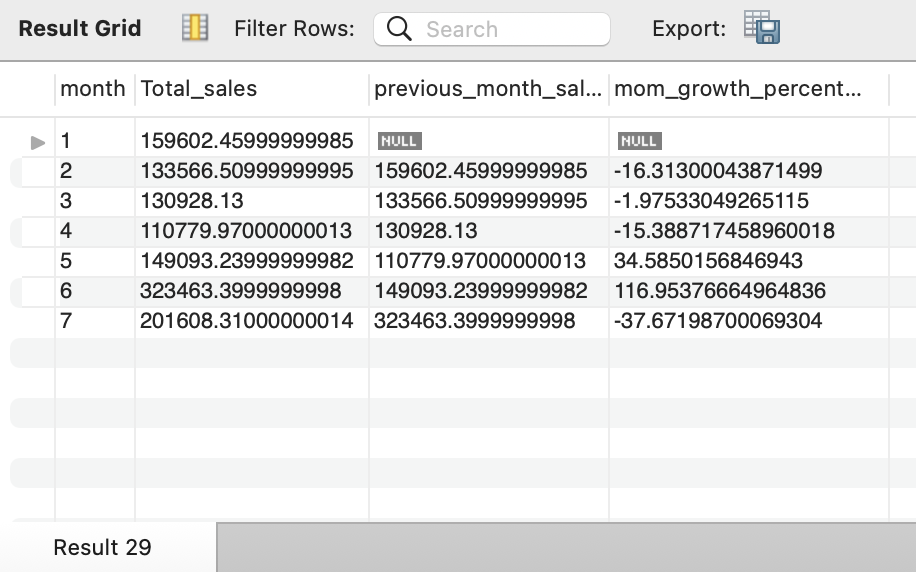 Result Grid Filter Rows: Search Export:
month Total_sales previous_month_sal... mom_growth_percent...
1 159602.45999999985 NULL NULL
2 133566.50999999995 159602.45999999985 -16.31300043871499
3 130928.13 133566.50999999995 -1.97533049265115
4 110779.97000000013 130928.13 -15.388717458960018
5 149093.23999999982 110779.97000000013 34.5850156846943
6 323463.3999999998 149093.23999999982 116.95376664964836
7 201608.31000000014 323463.3999999998 -37.67198700069304
Result 29